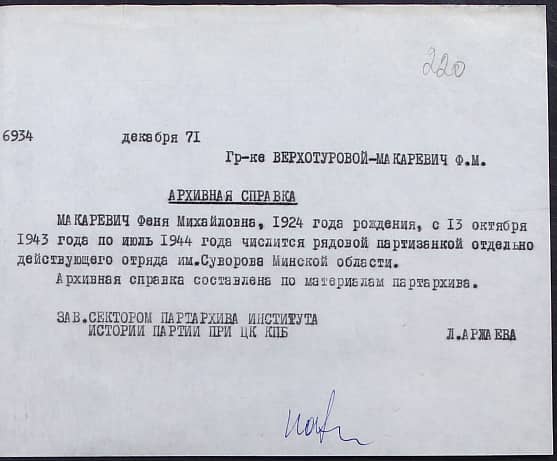 220
6934 декабря 71
Гр-ке ВЕРХОТУРОВОЙ-МАКАРЕВИЧ Ф.М.
АРХИВНАЯ СПРАВКА
МАКАРЕВИЧ Феня Михайловна, 1924 года рождения, с 13 октября
1943 года по июль 1944 года числится рядовой партизанкой отдельно
действующего отряда им.Суворова Минской области.
Архивная справка составлена по материалам партархива.
ЗАВ.СЕКТОРОМ ПАРТАРХИВА ИНСТИТУТА
ИСТОРИИ ПАРТИИ ПРИ ЦК КПБ Л.АРЖАЕВА